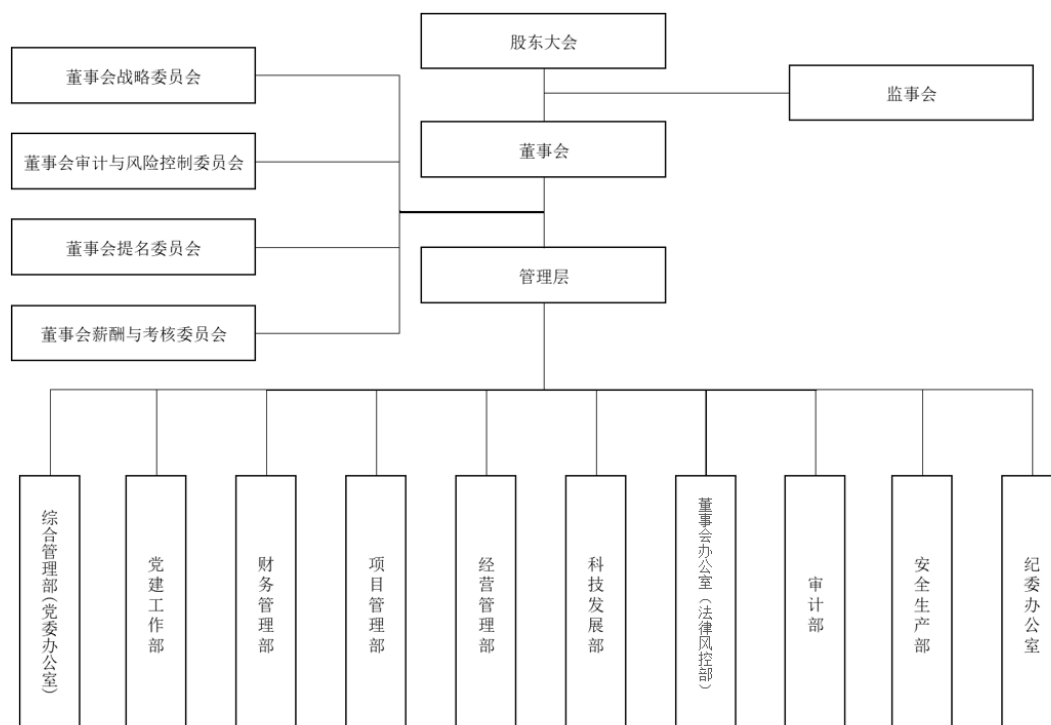 股东大会
董事会战略委员会
监事会
董事会
董事会审计与风险控制委员会
董事会提名委员会
管理层
董事会薪酬与考核委员会
综合管理部(党委办公室)
党建工作部
财务管理部
项目管理部
经营管理部
科技发展部
董事会办公室（法律风控部）
审计部
安全生产部
纪委办公室